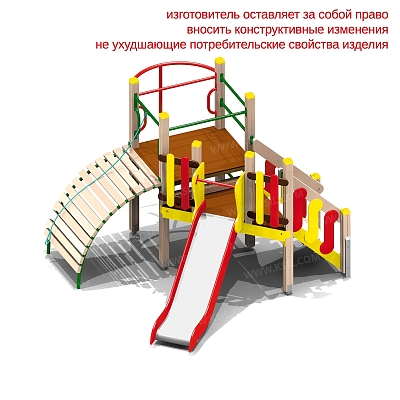 изготовитель оставляет за собой право
вносить конструктивные изменения
не ухудшающие потребительские свойства изделия